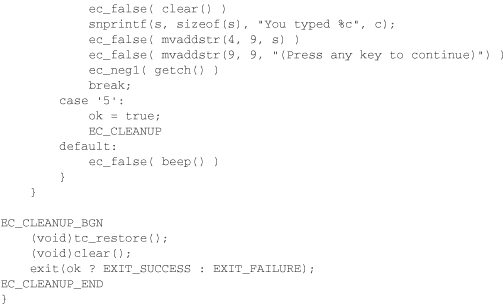 ec_false( clear() )
            snprintf(s, sizeof(s), "You typed %c", c);
            ec_false( mvaddstr(4, 9, s) )
            ec_false( mvaddstr(9, 9, "(Press any key to continue)") )
            ec_neg1( getch() )
            break;
        case '5':
            ok = true;
            EC_CLEANUP
        default:
            ec_false( beep() )
        }
    }

EC_CLEANUP_BGN
    (void)tc_restore();
    (void)clear();
    exit(ok ? EXIT_SUCCESS : EXIT_FAILURE);
EC_CLEANUP_END
}